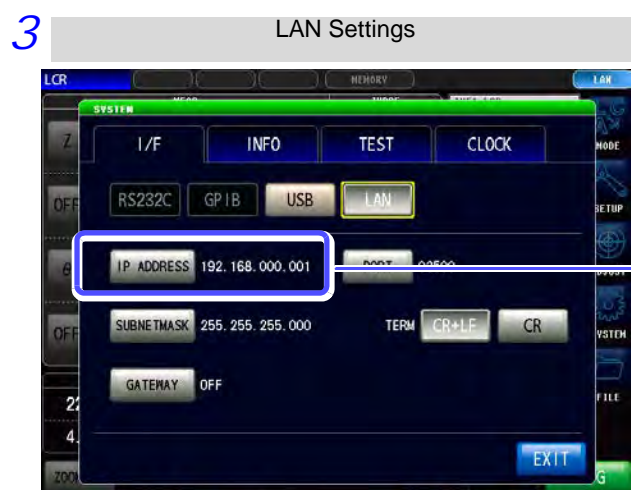 3 LAN Settings
LCR MEMORY LAN
SYSTEM
I/F INFO TEST CLOCK
Z MODE
RS232C GPIB USB LAN
OFF SETUP
IP ADDRESS 192.168.000.001
θ
SUBNETMASK 255.255.255.000 TERM CR+LF CR
OFF SYSTEM
GATEWAY OFF
FILE
4.
EXIT
ZOOM G